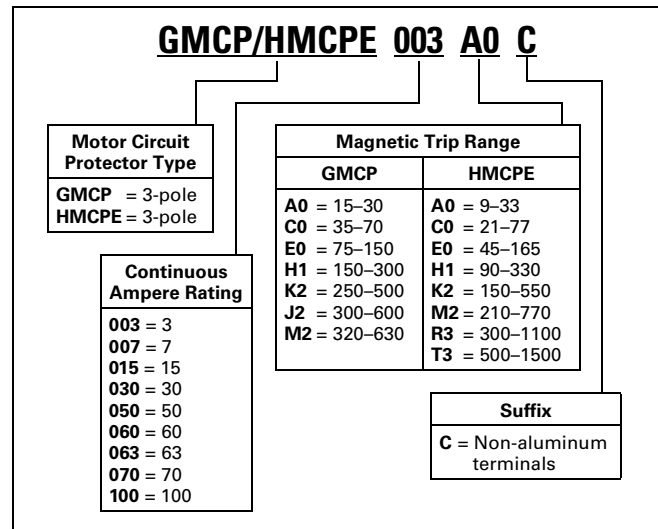 GMCP/HMCPE 003 A0 C
Motor Circuit
Protector Type
GMCP = 3-pole
HMCPE = 3-pole
Continuous
Ampere Rating
003 = 3
007 = 7
015 = 15
030 = 30
050 = 50
060 = 60
063 = 63
070 = 70
100 = 100
Magnetic Trip Range
GMCP
A0 = 15–30
C0 = 35–70
E0 = 75–150
H1 = 150–300
K2 = 250–500
J2 = 300–600
M2 = 320–630
HMCPE
A0 = 9–33
C0 = 21–77
E0 = 45–165
H1 = 90–330
K2 = 150–550
M2 = 210–770
R3 = 300–1100
T3 = 500–1500
Suffix
C = Non-aluminum
terminals